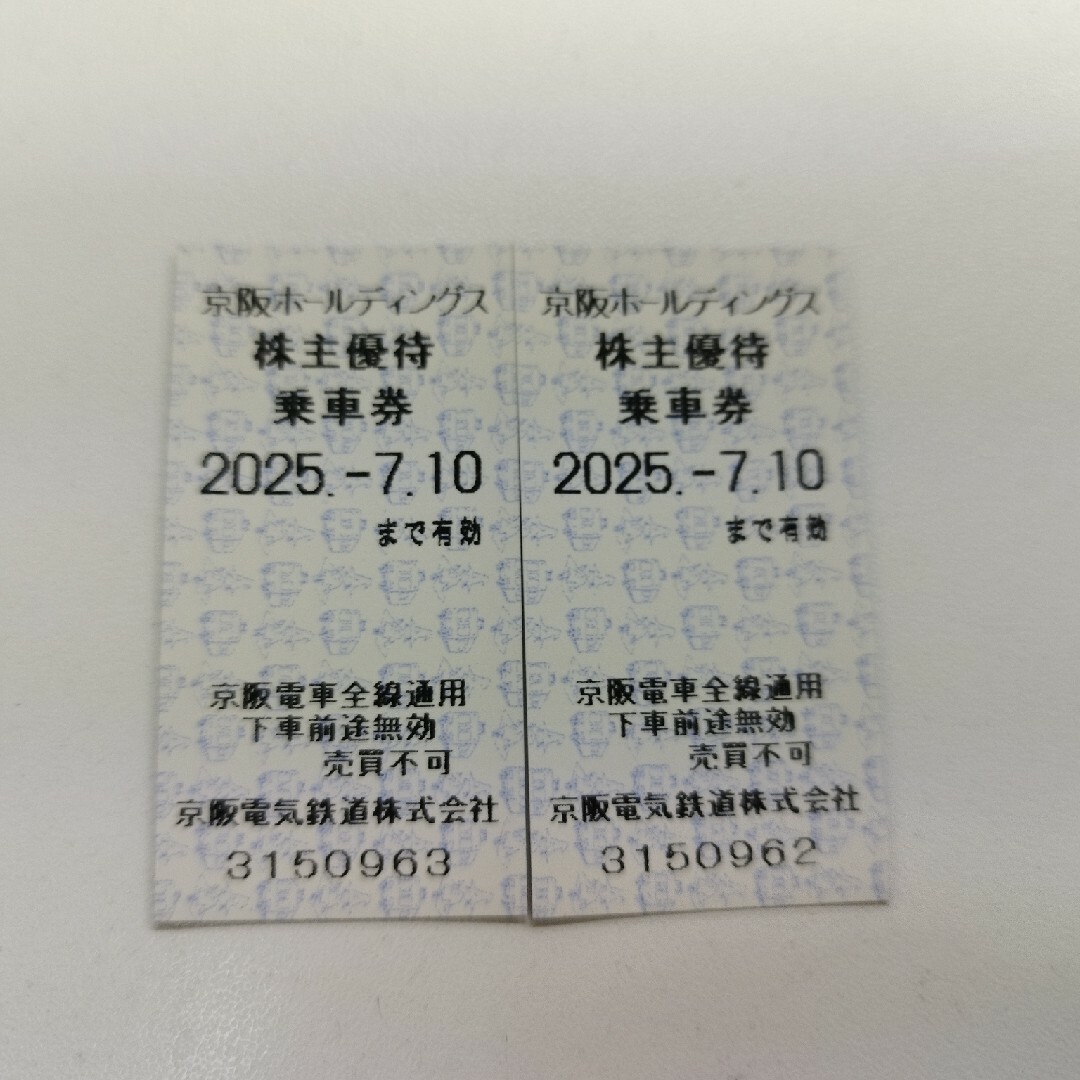 京阪ホールディングス
株主優待
乗車券
2025.-7.10
まで有効
京阪電車全線通用
下車前途無効
売買不可
京阪電気鉄道株式会社
3150963
京阪ホールディングス
株主優待
乗車券
2025.-7.10
まで有効
京阪電車全線通用
下車前途無効
売買不可
京阪電気鉄道株式会社
3150962